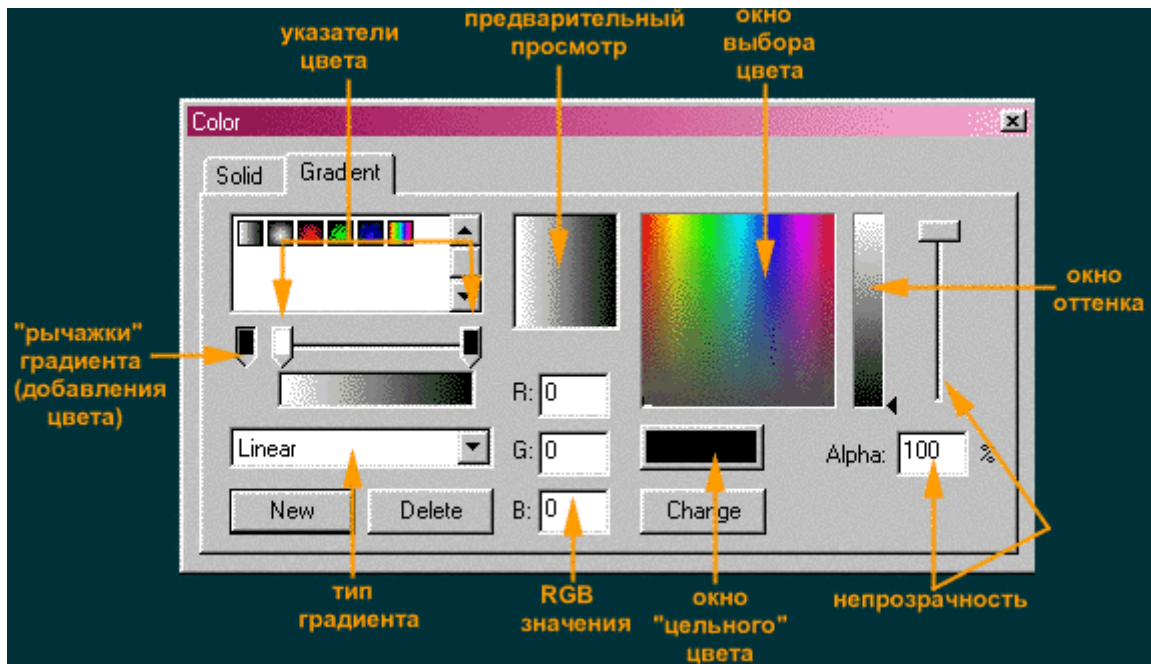 указатели
цвета
предварительный
просмотр
окно
выбора
цвета
Color
Solid
Gradient
окно
оттенка
"рычажки"
градиента
(добавления
цвета)
R: 0
Linear
G: 0
Alpha: 100 %
New
Delete
B: 0
Change
тип
градиента
RGB
значения
окно
"цельного"
цвета
непрозрачность